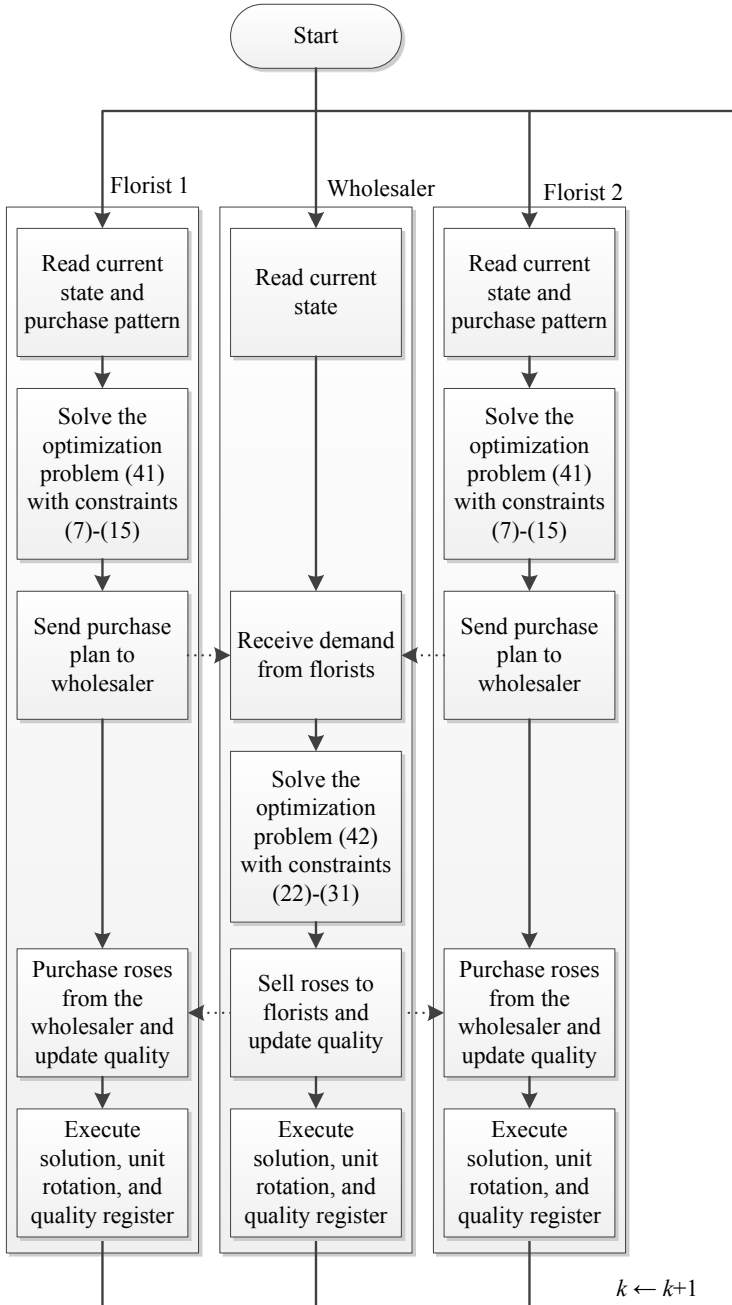 Start
Florist 1
Wholesaler
Florist 2
Read current
state and
purchase pattern
Solve the
optimization
problem (41)
with constraints
(7)-(15)
Send purchase
plan to
wholesaler
Purchase roses
from the
wholesaler and
update quality
Execute
solution, unit
rotation, and
quality register
Read current
state
Receive demand
from florists
Solve the
optimization
problem (42)
with constraints
(22)-(31)
Sell roses to
florists and
update quality
Execute
solution, unit
rotation, and
quality register
Read current
state and
purchase pattern
Solve the
optimization
problem (41)
with constraints
(7)-(15)
Send purchase
plan to
wholesaler
Purchase roses
from the
wholesaler and
update quality
Execute
solution, unit
rotation, and
quality register
k ← k+1